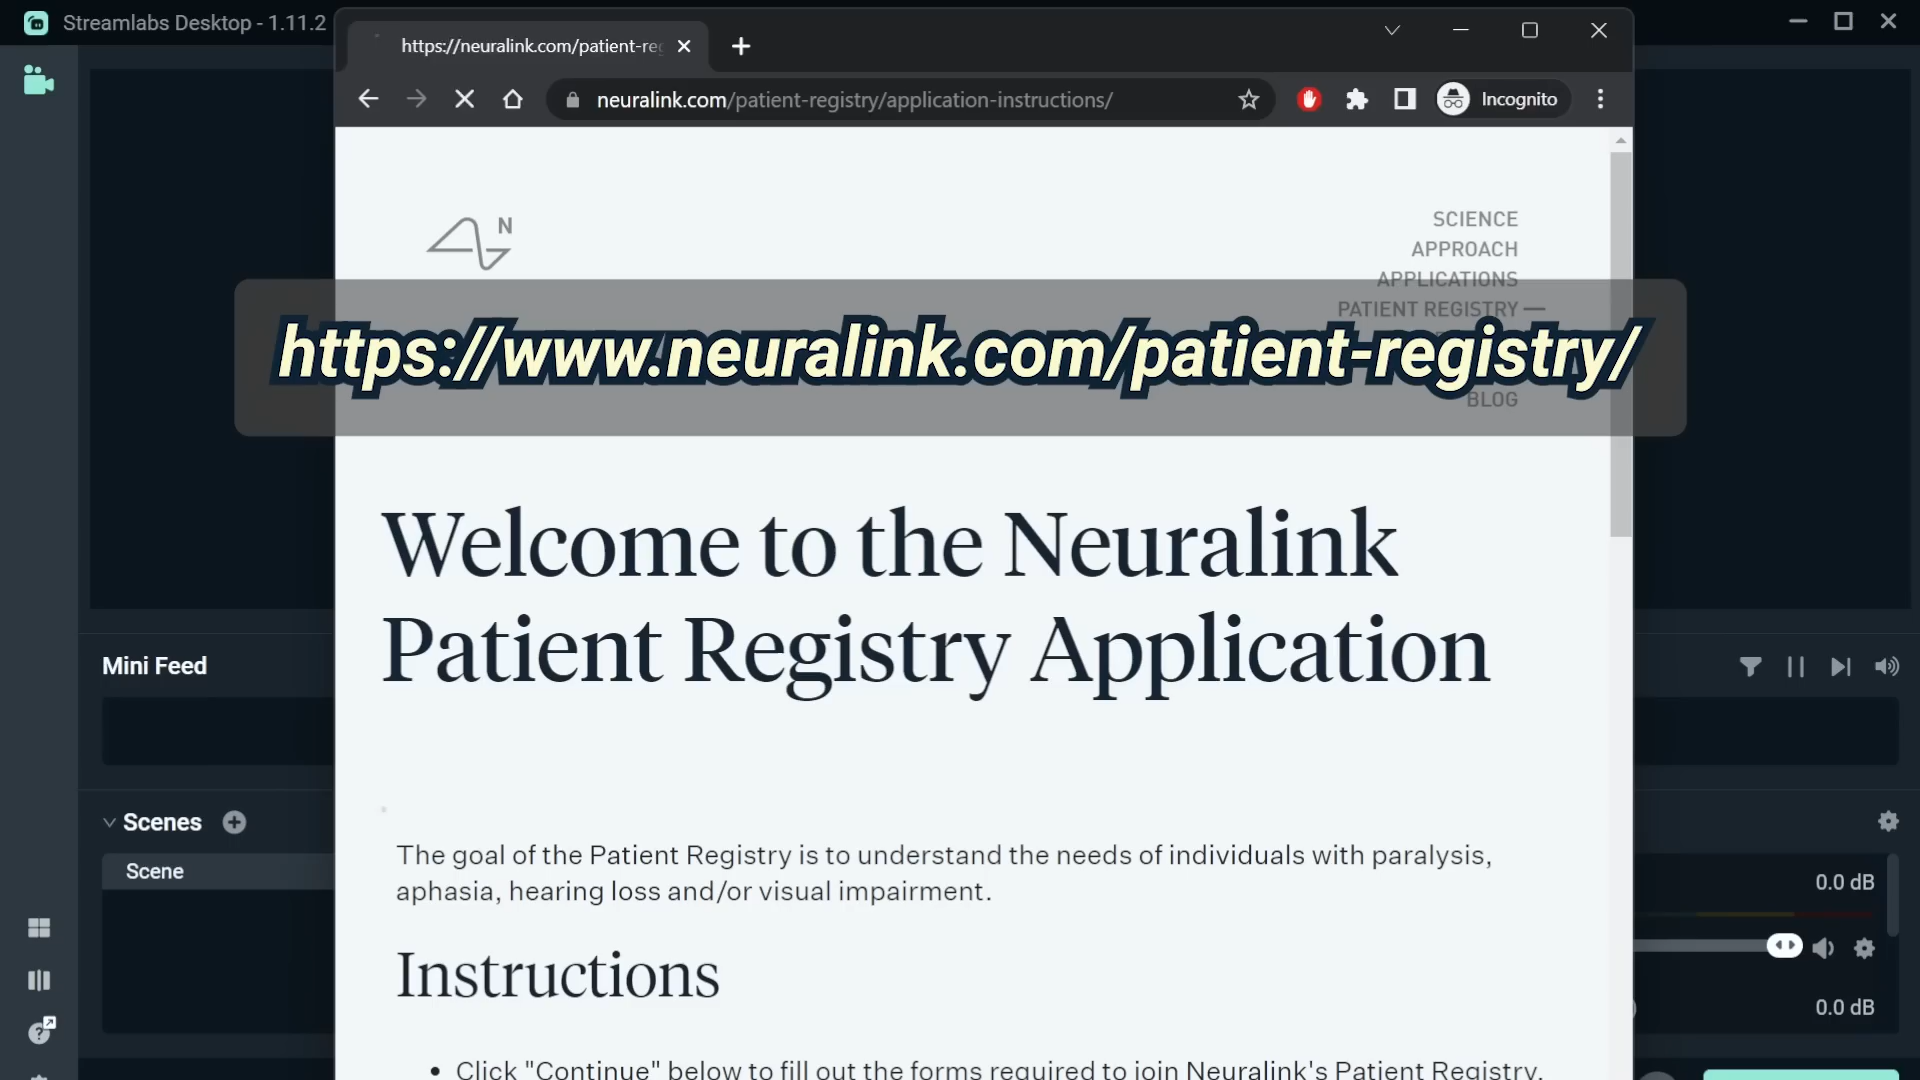 Streamlabs Desktop - 1.11.2
https://neuralink.com/patient-re
neuralink.com/patient-registry/application-instructions/
Incognito
N
SCIENCE
APPROACH
APPLICATIONS
PATIENT REGISTRY
https://www.neuralink.com/patient-registry/
BLOG
Welcome to the Neuralink
Patient Registry Application
Mini Feed
Scenes
Scene
The goal of the Patient Registry is to understand the needs of individuals with paralysis,
aphasia, hearing loss and/or visual impairment.
Instructions
• Click "Continue" below to fill out the forms required to join Neuralink's Patient Registry.
0.0 dB
0.0 dB